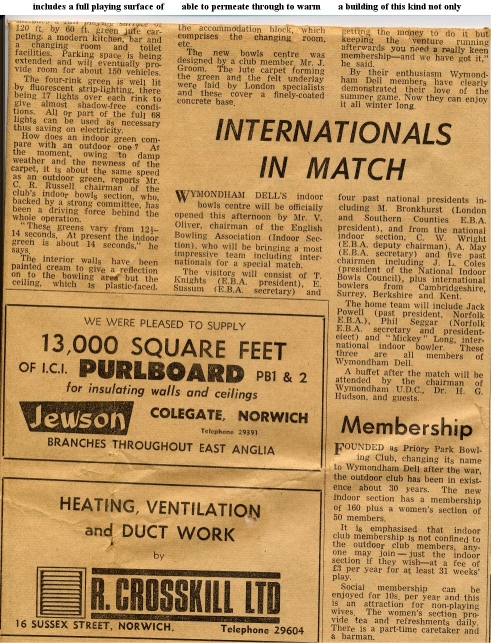 includes a full playing surface of
120 ft. by 60 ft. green jute car-
peting, a modern kitchen, bar and
a changing room and toilet
facilities. Parking space is being
extended and will eventually pro-
vide room for about 150 vehicles.
The four-rink green is well lit
by fluorescent strip-lighting, there
being 17 lights over each rink to
give almost shadow-free condi-
tions. All or part of the full 68
lights can be used as necessary
thus saving on electricity.
How does an indoor green com-
pare with an outdoor one? At
the moment, owing to damp
weather and the newness of the
carpet, it is about the same speed
as an outdoor green, reports Mr.
C. R. Russell chairman of the
club's indoor bowls section, who,
backed by a strong committee, has
been a driving force behind the
whole operation.
"These greens vary from 12½-
14 seconds. At present the indoor
green is about 14 seconds," he
says.
The interior walls have been
painted cream to give a reflection
on to the bowling area but the
ceiling, which is plastic-faced,
able to permeate through to warm
the accommodation block, which
comprises the changing room,
etc.
The new bowls centre was
designed by a club member, Mr. J.
Groom. The jute carpet forming
the green and the felt underlay
were laid by London specialists
and these cover a finely-coated
concrete base.
a building of this kind not only
getting the money to do it but
keeping the venture running
afterwards you need a really keen
membership—and we have got it,"
he said.
By their enthusiasm Wymond-
ham Dell members have clearly
demonstrated their love of the
summer game. Now they can enjoy
it all winter long.
INTERNATIONALS
IN MATCH
WYMONDHAM DELL'S indoor
bowls centre will be officially
opened this afternoon by Mr. V.
Oliver, chairman of the English
Bowling Association (Indoor Sec-
tion), who will be bringing a most
impressive team including inter-
nationals for a special match.
The visitors will consist of T.
Knights (E.B.A. president), E.
Sussum (E.B.A. secretary) and
four past national presidents in-
cluding M. Bronkhurst (London
and Southern Counties E.B.A.
president), and from the national
indoor section, C. W. Wright
(E.B.A. deputy chairman), A. May
(E.B.A. secretary) and five past
chairmen including J. L. Coles
(president of the National Indoor
Bowls Council), plus international
bowlers from Cambridgeshire,
Surrey, Berkshire and Kent.
The home team will include Jack
Powell (past president, Norfolk
E.B.A.), Phil Seggar (Norfolk
E.B.A. secretary and president-
elect) and "Mickey" Long, inter-
national indoor bowler. These
three are all members of
Wymondham Dell.
A buffet after the match will be
attended by the chairman of
Wymondham U.D.C., Dr. H. G.
Hudson, and guests.
WE WERE PLEASED TO SUPPLY
13,000 SQUARE FEET
OF I.C.I. PURLBOARD PB1 & 2
for insulating walls and ceilings
Jewson COLEGATE, NORWICH
Telephone 29391
BRANCHES THROUGHOUT EAST ANGLIA
HEATING, VENTILATION
and DUCT WORK
by
R. CROSSKILL LTD
16 SUSSEX STREET, NORWICH. Telephone 29604
Membership
FOUNDED as Priory Park Bowl-
ing Club, changing its name
to Wymondham Dell after the war,
the outdoor club has been in exist-
ence about 30 years. The new
indoor section has a membership
of 160 plus a women's section of
50 members.
It is emphasised that indoor
club membership is not confined to
the outdoor club members, any-
one may join—just the indoor
section if they wish—at a fee of
£3 per year for at least 31 weeks'
play.
Social membership can be
enjoyed for 10s. per year and this
is an attraction for non-playing
wives. The women's section pro-
vide tea and refreshments daily.
There is a part-time caretaker and
a barman.